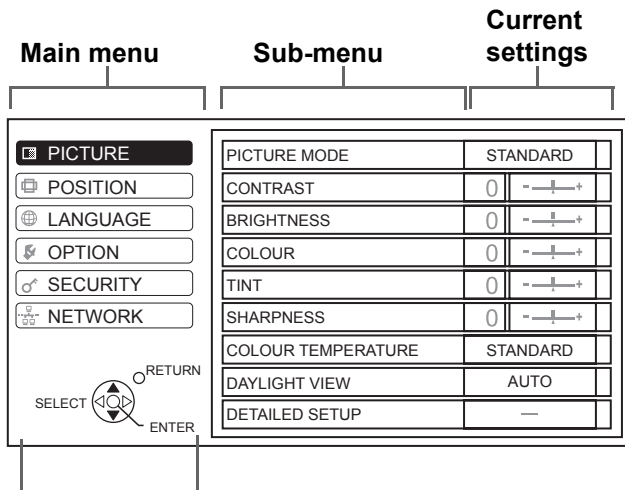 Main menu
Sub-menu
Current
settings
PICTURE
POSITION
LANGUAGE
OPTION
SECURITY
NETWORK
RETURN
SELECT
ENTER
PICTURE MODE STANDARD
CONTRAST 0 - +
BRIGHTNESS 0 - +
COLOUR 0 - +
TINT 0 - +
SHARPNESS 0 - +
COLOUR TEMPERATURE STANDARD
DAYLIGHT VIEW AUTO
DETAILED SETUP —